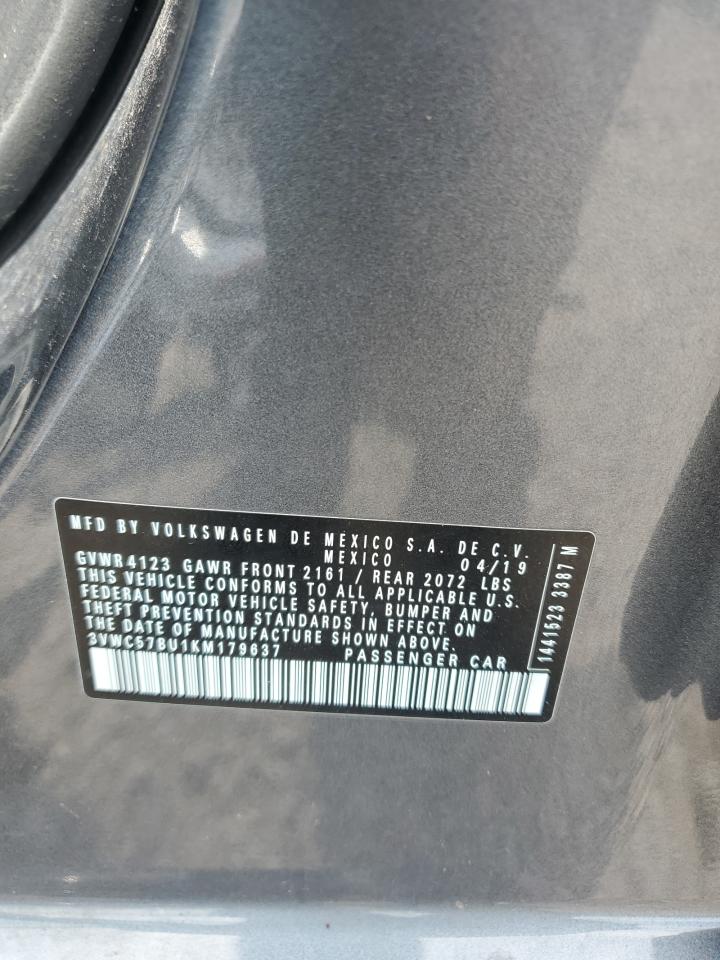 MFD BY VOLKSWAGEN DE MEXICO S.A. DE C.V.
MEXICO 04/19
GVWR4123 GAWR FRONT 2161 / REAR 2072 LBS
THIS VEHICLE CONFORMS TO ALL APPLICABLE U.S.
FEDERAL MOTOR VEHICLE SAFETY, BUMPER AND
THEFT PREVENTION STANDARDS IN EFFECT ON
THE DATE OF MANUFACTURE SHOWN ABOVE.
3VWC57BU1KM179637 PASSENGER CAR
1441523 3387 M